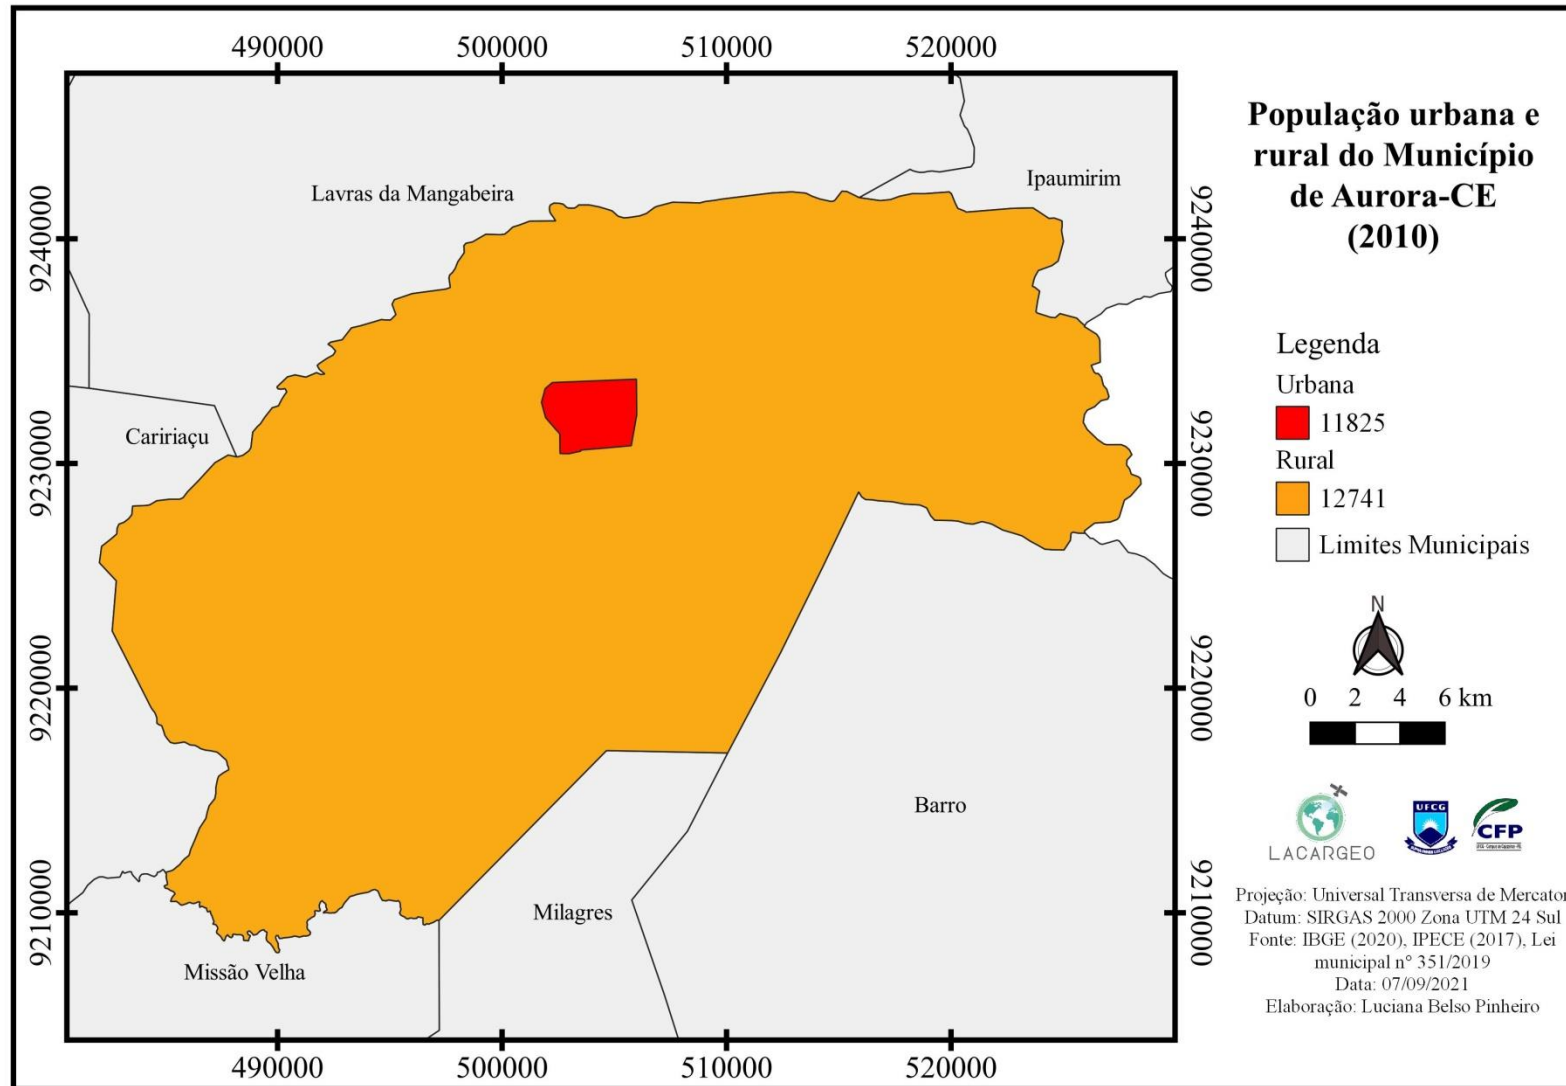 490000
500000
510000
520000
População urbana e
rural do Município
de Aurora-CE
(2010)
Ipaumirim
Lavras da Mangabeira
9240000
9240000
Legenda
Urbana
11825
Caririaçu
Rural
9230000
9230000
12741
Limites Municipais
N
9220000
9220000
0 2 4 6 km
Barro
UFCG
CFP
LACARGEO
9210000
9210000
Milagres
Missão Velha
Projeção: Universal Transversa de Mercator
Datum: SIRGAS 2000 Zona UTM 24 Sul
Fonte: IBGE (2020), IPECE (2017), Lei
municipal nº 351/2019
Data: 07/09/2021
Elaboração: Luciana Belso Pinheiro
490000
500000
510000
520000